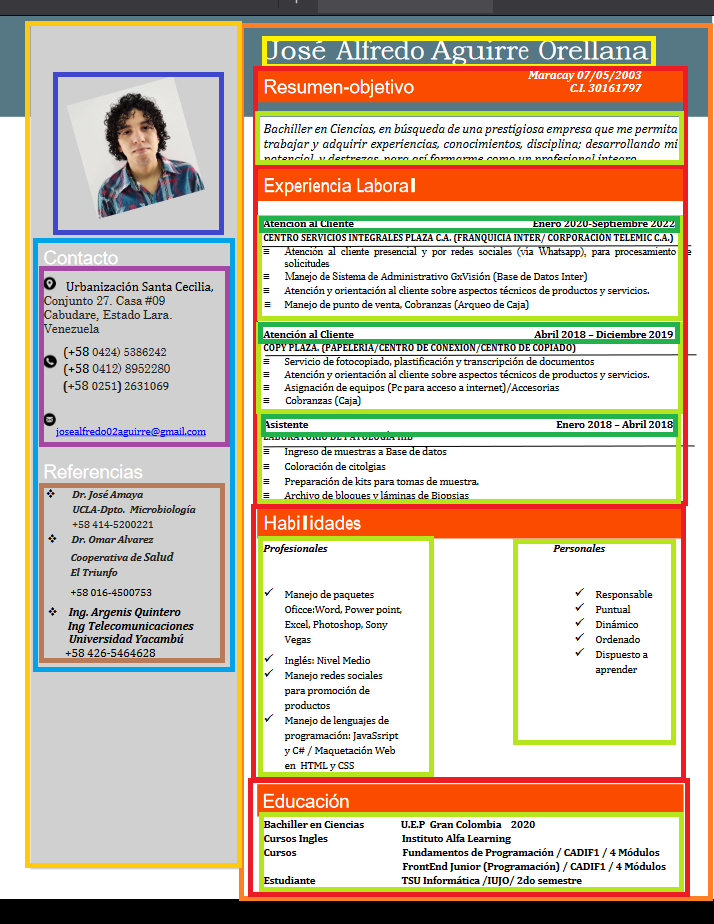 José Alfredo Aguirre Orellana
Maracay 07/05/2003
C.I. 30161797
Resumen-objetivo
Bachiller en Ciencias, en búsqueda de una prestigiosa empresa que me permita
trabajar y adquirir experiencias, conocimientos, disciplina; desarrollando mi
potencial, y destrezas, para así formarme como un profesional integro.
Experiencia Laboral
Atención al Cliente Enero 2020-Septiembre 2022
CENTRO SERVICIOS INTEGRALES PLAZA C.A. (FRANQUICIA INTER/ CORPORACIÓN TELEMIC C.A.)
Atención al cliente presencial y por redes sociales (vía Whatsapp), para procesamiento de
solicitudes
Manejo de Sistema de Administrativo GxVisión (Base de Datos Inter)
Atención y orientación al cliente sobre aspectos técnicos de productos y servicios.
Manejo de punto de venta, Cobranzas (Arqueo de Caja)
Atención al Cliente Abril 2018 – Diciembre 2019
COPY PLAZA. (PAPELERIA/CENTRO DE CONEXIÓN/CENTRO DE COPIADO)
Servicio de fotocopiado, plastificación y transcripción de documentos
Atención y orientación al cliente sobre aspectos técnicos de productos y servicios.
Asignación de equipos (Pc para acceso a internet)/Accesorias
Cobranzas (Caja)
Asistente Enero 2018 – Abril 2018
LABORATORIO DE PATOLOGÍA
Ingreso de muestras a Base de datos
Coloración de citolgias
Preparación de kits para tomas de muestra.
Archivo de bloques y láminas de Biopsias
Habilidades
Profesionales
Manejo de paquetes
Oficce:Word, Power point,
Excel, Photoshop, Sony
Vegas
Inglés: Nivel Medio
Manejo redes sociales
para promoción de
productos
Manejo de lenguajes de
programación: JavaSsript
y C# / Maquetación Web
en HTML y CSS
Personales
Responsable
Puntual
Dinámico
Ordenado
Dispuesto a
aprender
Educación
Bachiller en Ciencias U.E.P Gran Colombia 2020
Cursos Ingles Instituto Alfa Learning
Cursos Fundamentos de Programación / CADIF1 / 4 Módulos
FrontEnd Junior (Programación) / CADIF1 / 4 Módulos
Estudiante TSU Informática /IUJO/ 2do semestre
Contacto
Urbanización Santa Cecilia,
Conjunto 27. Casa #09
Cabudare, Estado Lara.
Venezuela
(+58 0424) 5386242
(+58 0412) 8952280
(+58 0251) 2631069
josealfredo02aguirre@gmail.com
Referencias
Dr. José Amaya
UCLA-Dpto. Microbiología
+58 414-5200221
Dr. Omar Alvarez
Cooperativa de Salud
El Triunfo
+58 016-4500753
Ing. Argenis Quintero
Ing Telecomunicaciones
Universidad Yacambú
+58 426-5464628